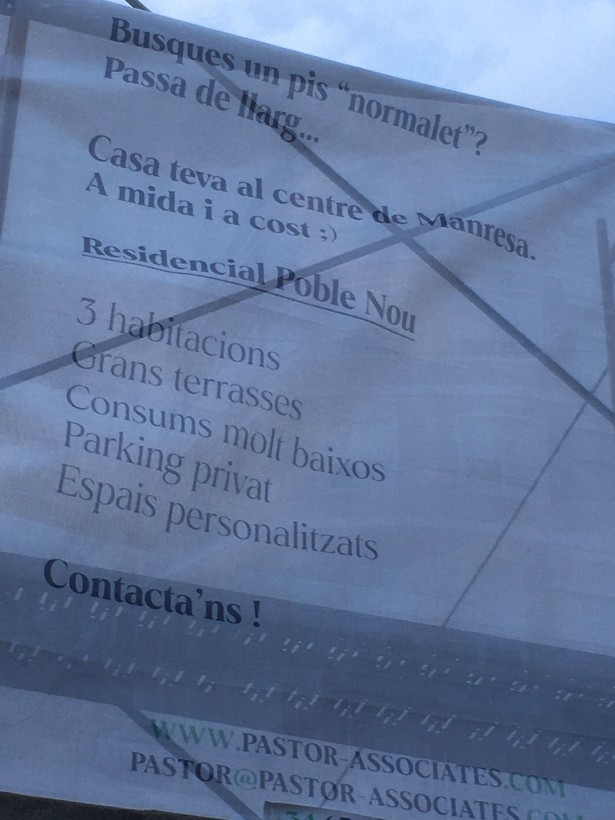 Busques un pis “normalet”?
Passa de llarg...
Casa teva al centre de Manresa.
A mida i a cost ;)
Residencial Poble Nou
3 habitacions
Grans terrasses
Consums molt baixos
Parking privat
Espais personalitzats
Contacta'ns !
WWW.PASTOR-ASSOCIATES.COM
PASTOR@PASTOR-ASSOCIATES.COM